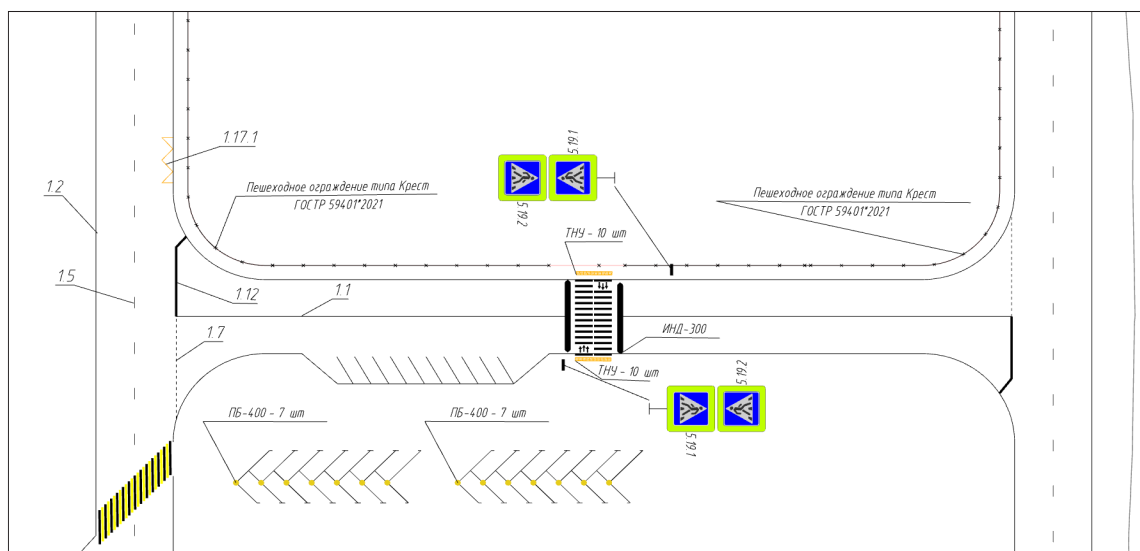 1.17.1
1.2
Пешеходное ограждение типа Крест
ГОСТР 59401*2021
5.19.1
5.19.2
Пешеходное ограждение типа Крест
ГОСТР 59401*2021
ТНУ-10 шт
1.5
1.12
1.1
1.7
ИНД-300
ТНУ-10 шт
5.19.2
5.19.1
ПБ-400 - 7 шт
ПБ-400 - 7 шт